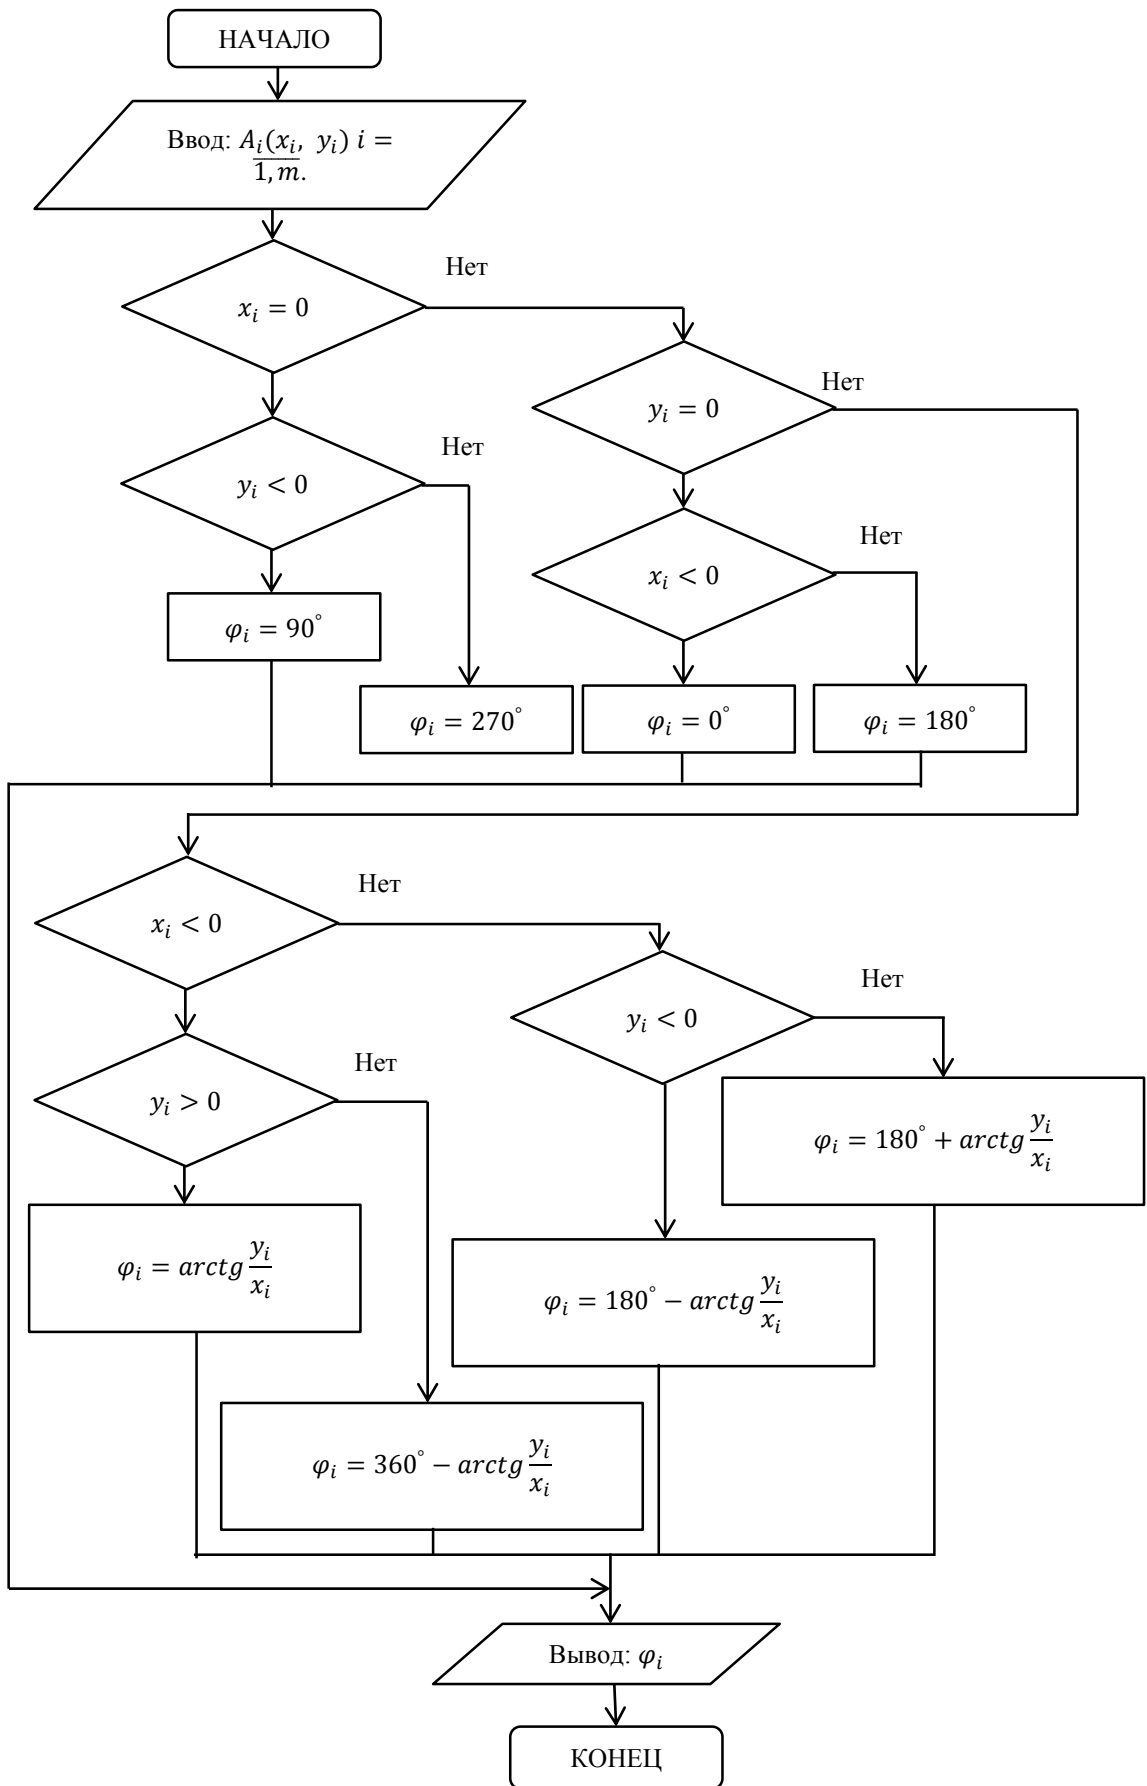 НАЧАЛО
Ввод: A_i(x_i, y_i) i =
1, m.
Нет
x_i = 0
Нет
y_i = 0
Нет
y_i < 0
Нет
x_i < 0
φ_i = 90°
φ_i = 270°
φ_i = 0°
φ_i = 180°
Нет
x_i < 0
Нет
y_i < 0
Нет
y_i > 0
φ_i = 180° + arctg y_i/x_i
φ_i = arctg y_i/x_i
φ_i = 180° − arctg y_i/x_i
φ_i = 360° − arctg y_i/x_i
Вывод: φ_i
КОНЕЦ